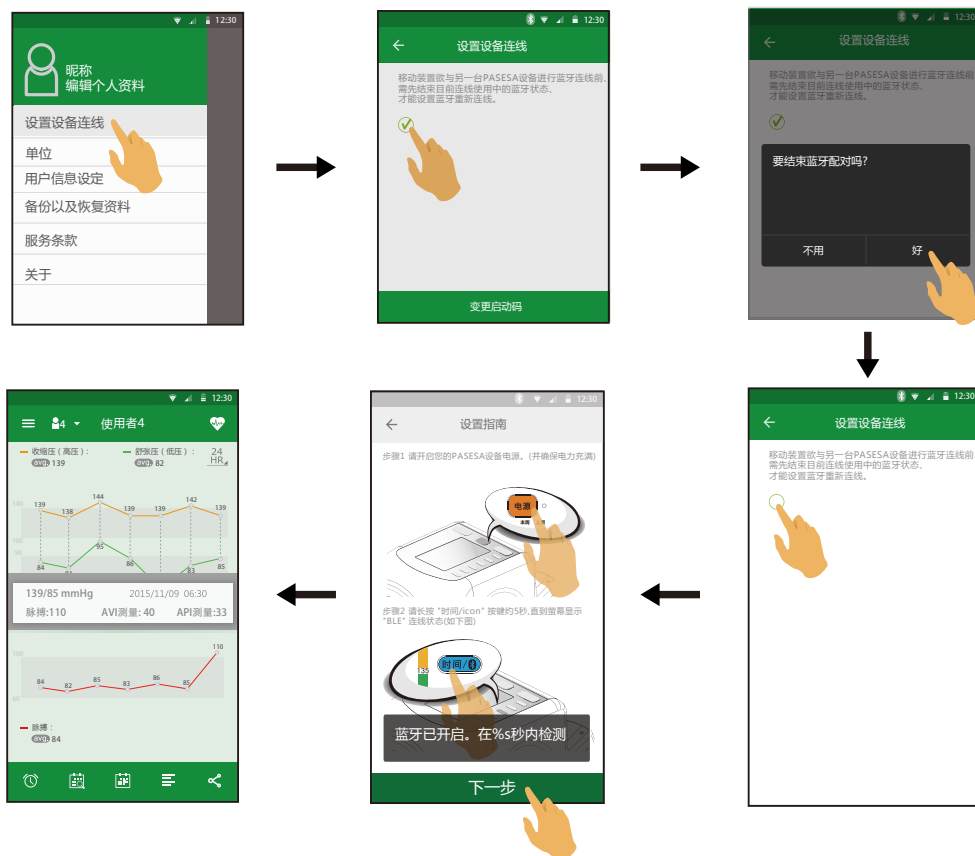 12:30
昵称
编辑个人资料
设置设备连线
单位
用户信息设定
备份以及恢复资料
服务条款
关于
12:30
设置设备连线
移动装置欲与另一台PASESA设备进行蓝牙连线前,
需先结束目前连线使用中的蓝牙状态、
才能设置蓝牙重新连线。
变更启动码
12:30
设置设备连线
移动装置欲与另一台PASESA设备进行蓝牙连线前
需先结束目前连线使用中的蓝牙状态、
才能设置蓝牙重新连线。
要结束蓝牙配对吗?
不用 好
12:30
设置设备连线
移动装置欲与另一台PASESA设备进行蓝牙连线前
需先结束目前连线使用中的蓝牙状态、
才能设置蓝牙重新连线。
12:30
设置指南
步骤1 请开启您的PASESA设备电源。(并确保电力充满)
电源
步骤2 请长按 "时间/icon" 按键约5秒,直到萤幕显示
"BLE" 连线状态(如下图)
135
时间/
蓝牙已开启。在%s秒内检测
下一步
12:30
4 使用者4
收缩压 ( 高压 ) : 舒张压 ( 低压 ) : 24
avg. 139 avg. 82 HR
140 139 138 144 139 139 142 139
100
90 95
84 86 83 85
139/85 mmHg 2015/11/09 06:30
脉搏:110 AVI测量: 40 API测量:33
110
100
84 82 85 83 86 85
60
脉搏 :
avg. 84